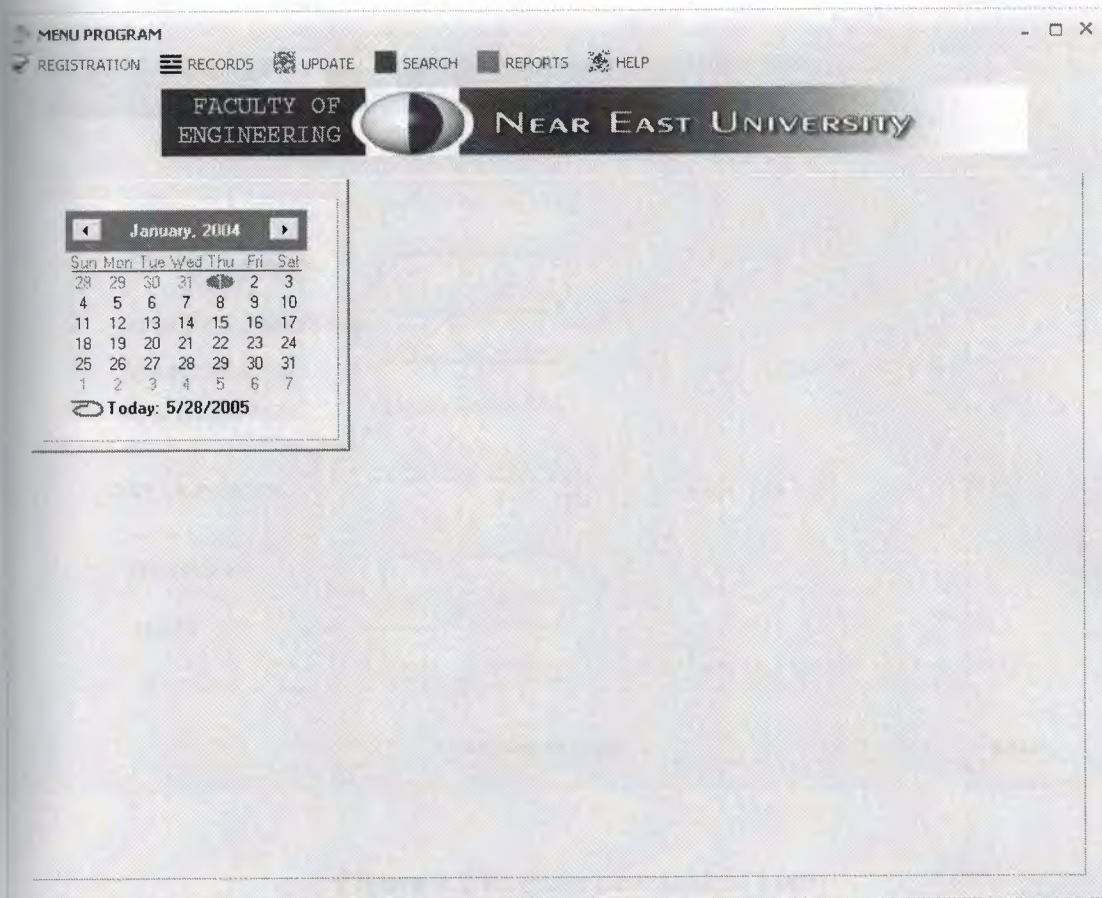 MENU PROGRAM
REGISTRATION RECORDS UPDATE SEARCH REPORTS HELP
FACULTY OF
ENGINEERING
NEAR EAST UNIVERSITY
January, 2004
Sun Mon Tue Wed Thu Fri Sat
28 29 30 31 1 2 3
4 5 6 7 8 9 10
11 12 13 14 15 16 17
18 19 20 21 22 23 24
25 26 27 28 29 30 31
1 2 3 4 5 6 7
Today: 5/28/2005